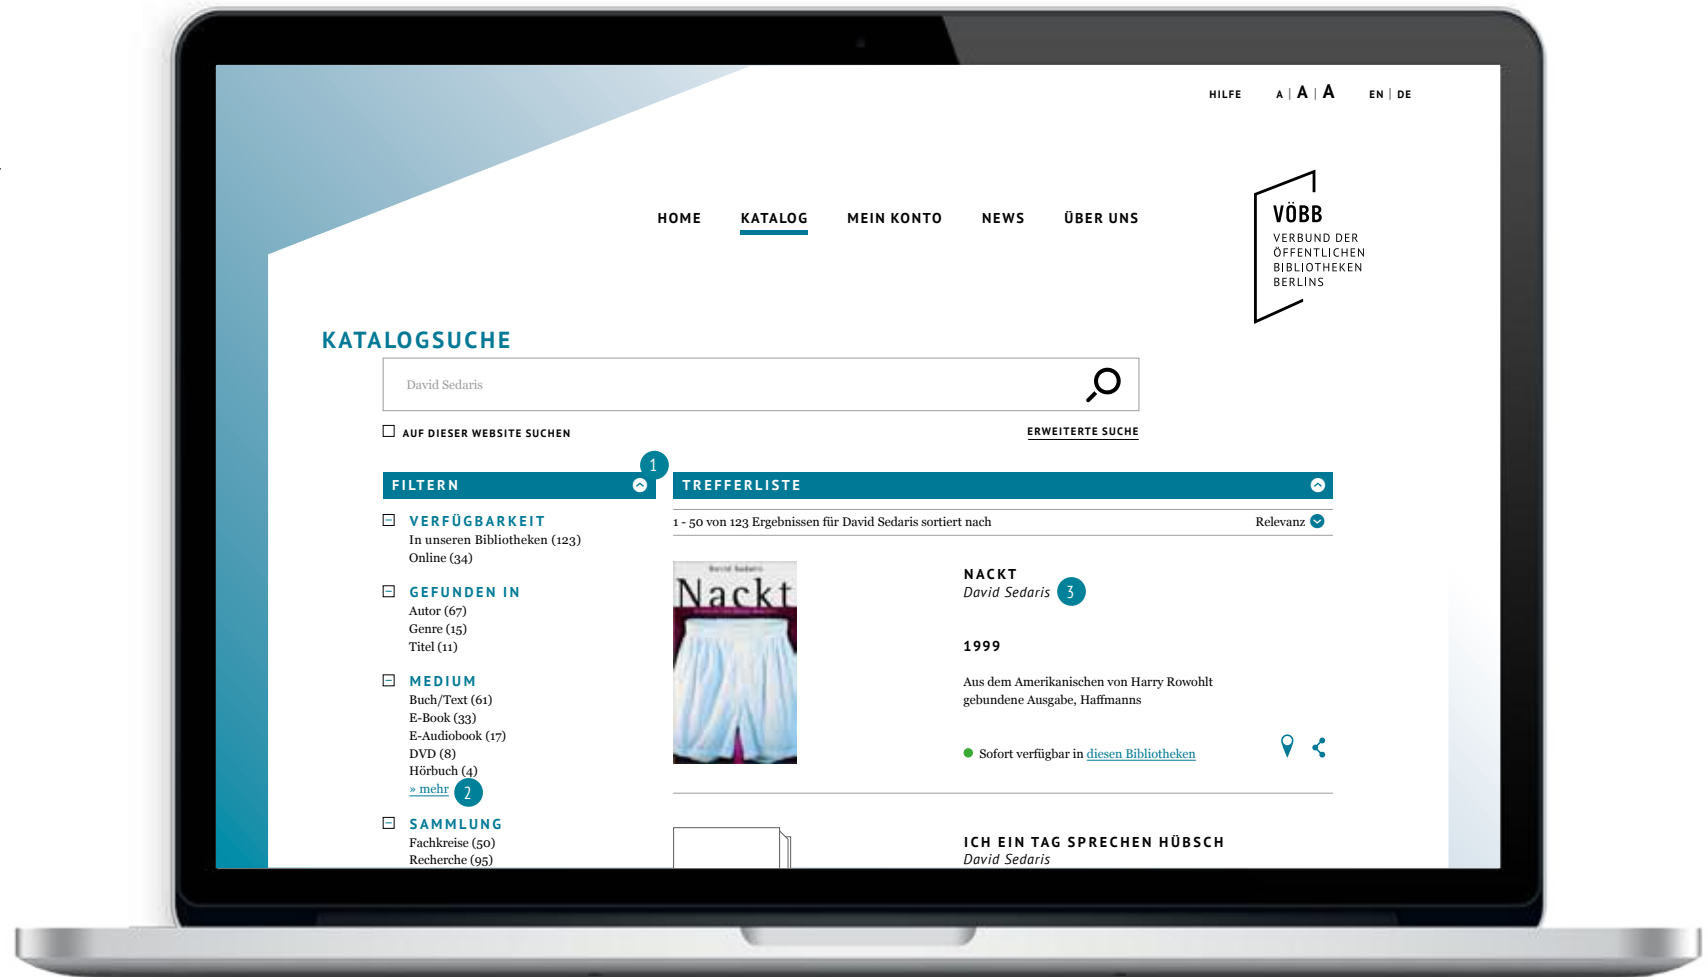 HILFE A | A | A EN | DE
HOME KATALOG MEIN KONTO NEWS ÜBER UNS
VÖBB
VERBUND DER
ÖFFENTLICHEN
BIBLIOTHEKEN
BERLINS
KATALOGSUCHE
David Sedaris
AUF DIESER WEBSITE SUCHEN
ERWEITERTE SUCHE
1
FILTERN
VERFÜGBARKEIT
In unseren Bibliotheken (123)
Online (34)
GEFUNDEN IN
Autor (67)
Genre (15)
Titel (11)
MEDIUM
Buch/Text (61)
E-Book (33)
E-Audiobook (17)
DVD (8)
Hörbuch (4)
» mehr 2
SAMMLUNG
Fachkreise (50)
Recherche (95)
TREFFERLISTE
1 - 50 von 123 Ergebnissen für David Sedaris sortiert nach Relevanz
David Sedaris
Nackt
NACKT
David Sedaris 3
1999
Aus dem Amerikanischen von Harry Rowohlt
gebundene Ausgabe, Haffmanns
Sofort verfügbar in diesen Bibliotheken
ICH EIN TAG SPRECHEN HÜBSCH
David Sedaris